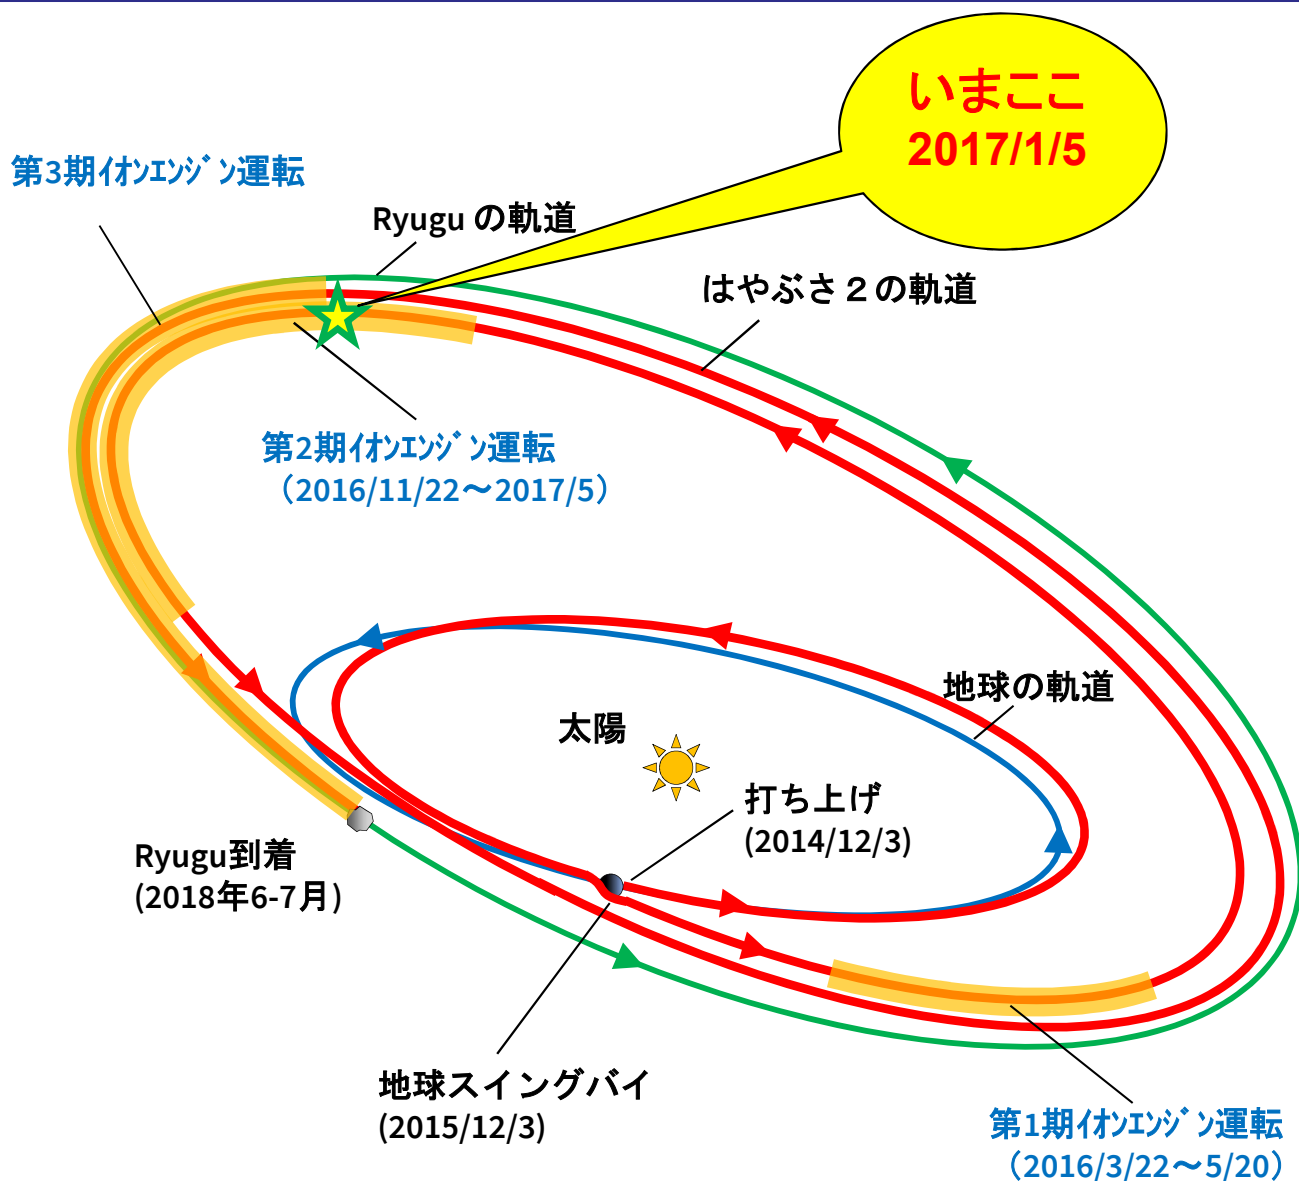 いまここ
2017/1/5
第3期ｲｵﾝｴﾝｼﾞﾝ運転
Ryugu の軌道
はやぶさ２の軌道
第2期ｲｵﾝｴﾝｼﾞﾝ運転
（2016/11/22～2017/5）
地球の軌道
太陽
打ち上げ
(2014/12/3)
Ryugu到着
(2018年6-7月)
地球スイングバイ
(2015/12/3)
第1期ｲｵﾝｴﾝｼﾞﾝ運転
（2016/3/22～5/20）